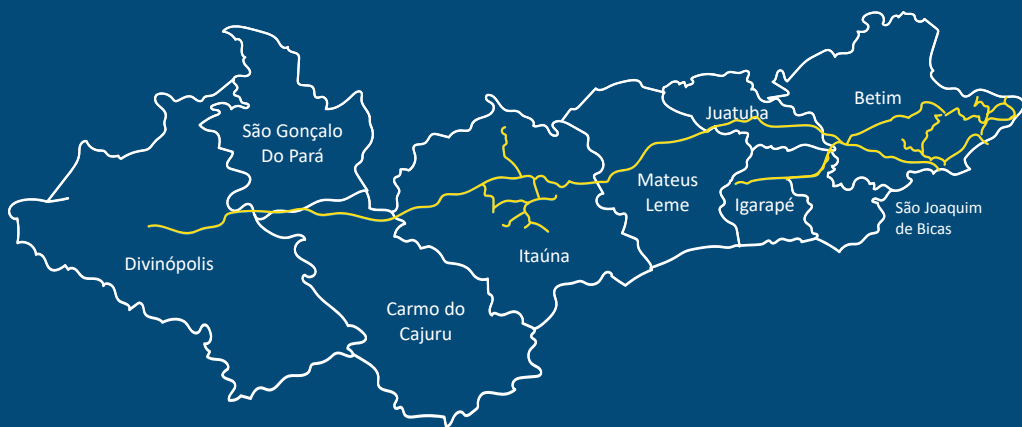 São Gonçalo
Do Pará
Juatuba
Betim
Mateus
Leme
Igarapé
São Joaquim
de Bicas
Divinópolis
Itaúna
Carmo do
Cajuru